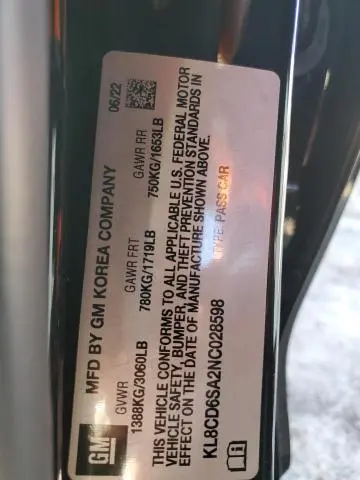 GM
MFD BY GM KOREA COMPANY 06/22
GVWR GAWR FRT GAWR RR
1388KG/3060LB 780KG/1719LB 750KG/1653LB
THIS VEHICLE CONFORMS TO ALL APPLICABLE U.S. FEDERAL MOTOR
VEHICLE SAFETY, BUMPER, AND THEFT PREVENTION STANDARDS IN
EFFECT ON THE DATE OF MANUFACTURE SHOWN ABOVE.
KL8CD6SA2NC028598 TYPE: PASS CAR